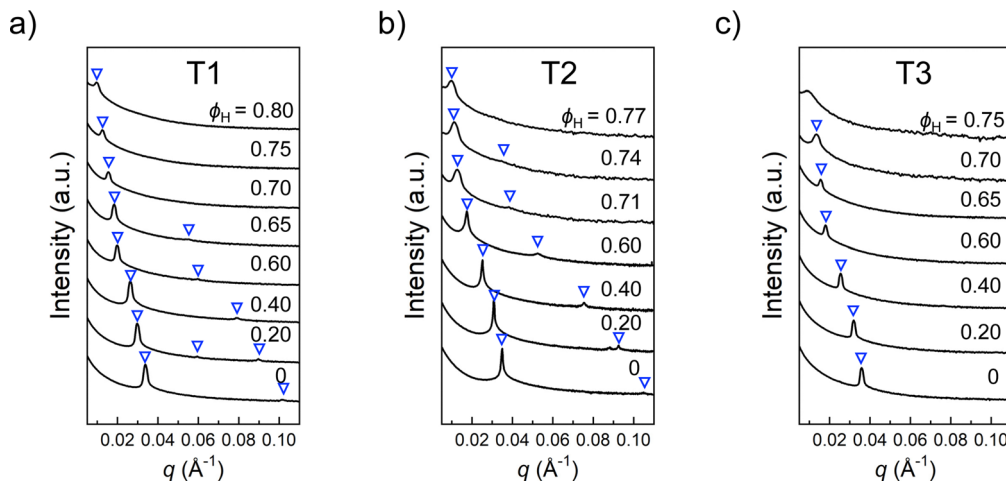 a)
T1
ϕH = 0.80
0.75
0.70
0.65
0.60
0.40
0.20
0
Intensity (a.u.)
0.02 0.04 0.06 0.08 0.10
q (Å-1)
b)
T2
ϕH = 0.77
0.74
0.71
0.60
0.40
0.20
0
Intensity (a.u.)
0.02 0.04 0.06 0.08 0.10
q (Å-1)
c)
T3
ϕH = 0.75
0.70
0.65
0.60
0.40
0.20
0
Intensity (a.u.)
0.02 0.04 0.06 0.08 0.10
q (Å-1)